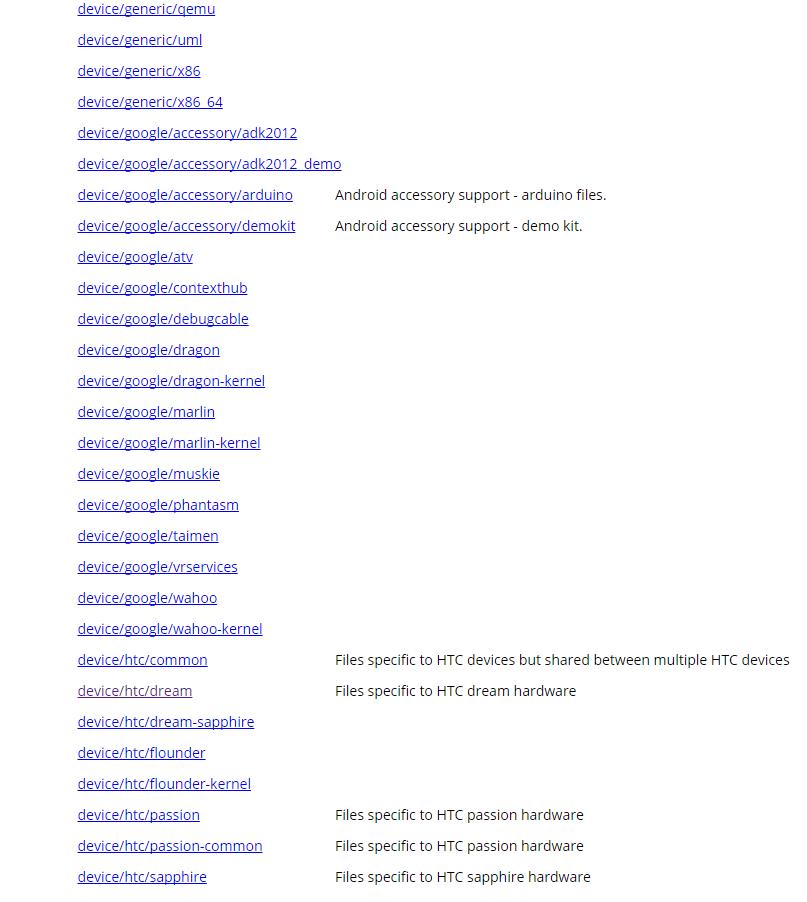 device/generic/qemu
device/generic/uml
device/generic/x86
device/generic/x86_64
device/google/accessory/adk2012
device/google/accessory/adk2012_demo
device/google/accessory/arduino Android accessory support - arduino files.
device/google/accessory/demokit Android accessory support - demo kit.
device/google/atv
device/google/contexthub
device/google/debugcable
device/google/dragon
device/google/dragon-kernel
device/google/marlin
device/google/marlin-kernel
device/google/muskie
device/google/phantasm
device/google/taimen
device/google/vrservices
device/google/wahoo
device/google/wahoo-kernel
device/htc/common Files specific to HTC devices but shared between multiple HTC devices
device/htc/dream Files specific to HTC dream hardware
device/htc/dream-sapphire
device/htc/flounder
device/htc/flounder-kernel
device/htc/passion Files specific to HTC passion hardware
device/htc/passion-common Files specific to HTC passion hardware
device/htc/sapphire Files specific to HTC sapphire hardware